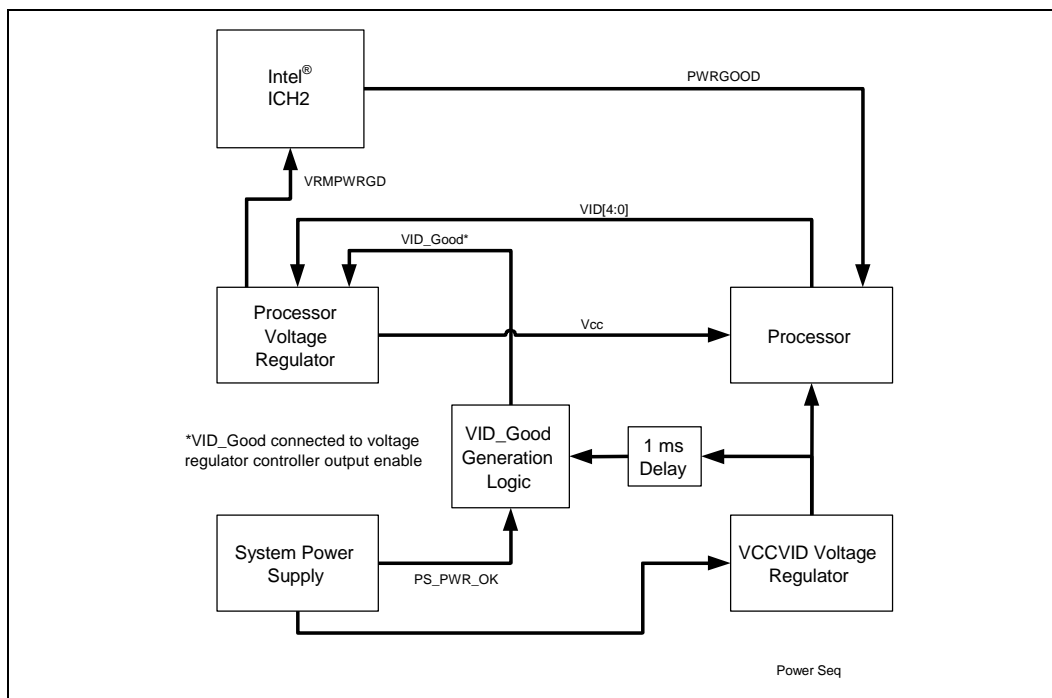 Intel®
ICH2
PWRGOOD
VRMPWRGD
VID[4:0]
VID_Good*
Processor
Voltage
Regulator
Vcc
Processor
*VID_Good connected to voltage
regulator controller output enable
VID_Good
Generation
Logic
1 ms
Delay
System Power
Supply
PS_PWR_OK
VCCVID Voltage
Regulator
Power Seq